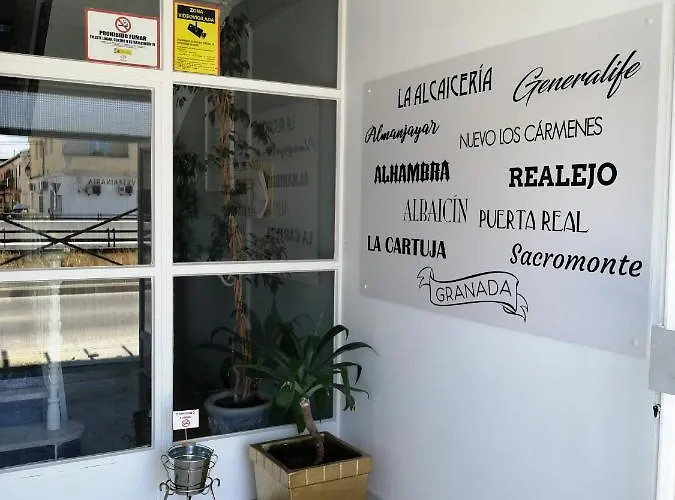 PROHIBIDO FUMAR
ZONA
VIDEOVIGILADA
LA ALCAICERÍA
Generalife
Almanjayar
NUEVO LOS CÁRMENES
ALHAMBRA
REALEJO
ALBAICÍN
PUERTA REAL
LA CARTUJA
Sacromonte
GRANADA